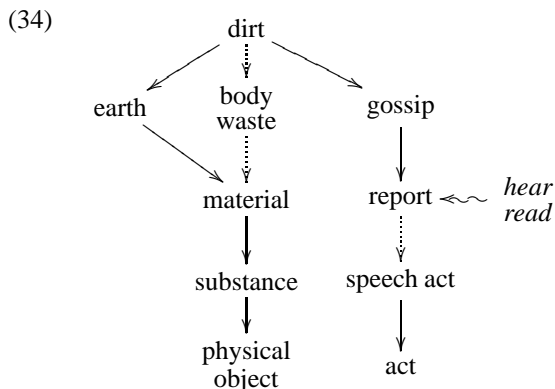 (34)
dirt
earth
body
waste
gossip
material
report
hear
read
substance
speech act
physical
object
act